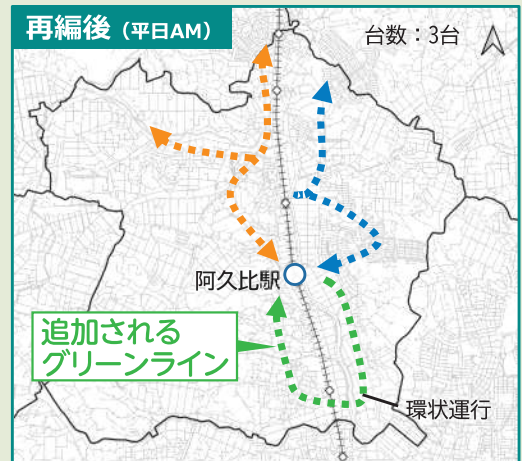 再編後（平日AM）
台数：3台
阿久比駅
追加される
グリーンライン
環状運行